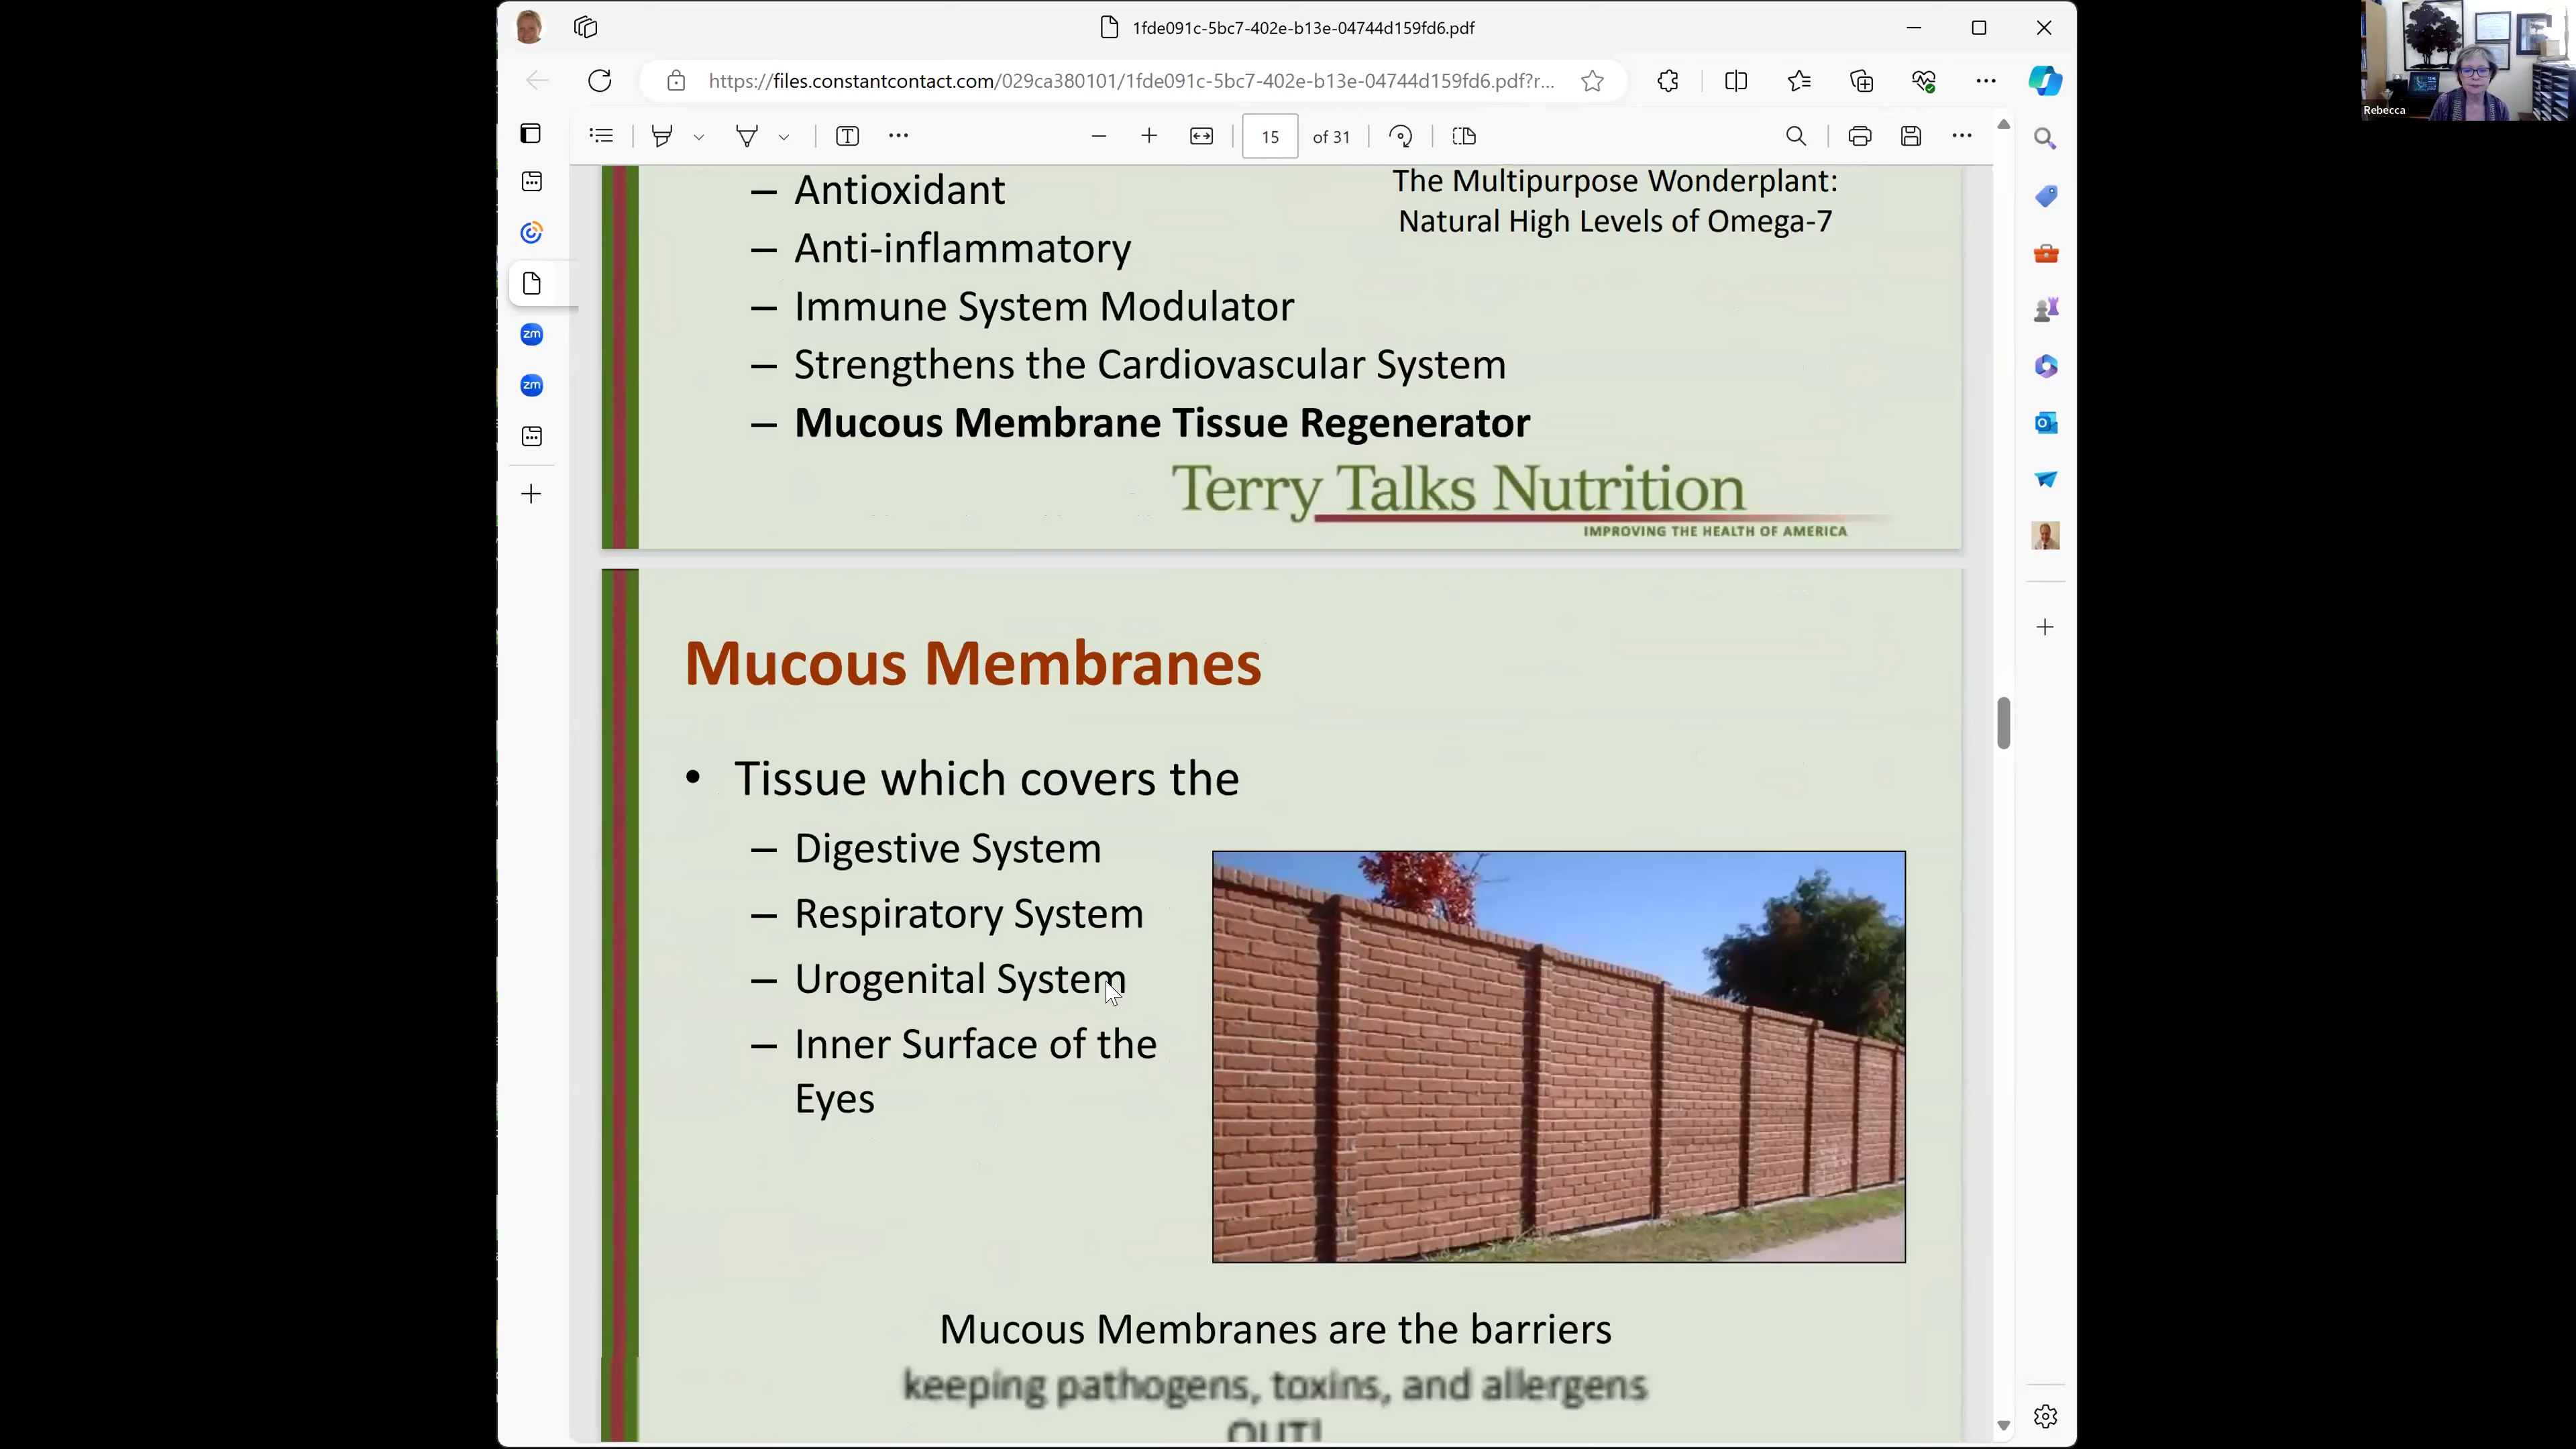 1fde091c-5bc7-402e-b13e-04744d159fd6.pdf
https://files.constantcontact.com/029ca380101/1fde091c-5bc7-402e-b13e-04744d159fd6.pdf?r...
Rebecca
15 of 31
zm
zm
– Antioxidant
– Anti-inflammatory
– Immune System Modulator
– Strengthens the Cardiovascular System
– Mucous Membrane Tissue Regenerator
The Multipurpose Wonderplant:
Natural High Levels of Omega-7
Terry Talks Nutrition
IMPROVING THE HEALTH OF AMERICA
Mucous Membranes
• Tissue which covers the
– Digestive System
– Respiratory System
– Urogenital System
– Inner Surface of the
Eyes
Mucous Membranes are the barriers
keeping pathogens, toxins, and allergens
OUT!